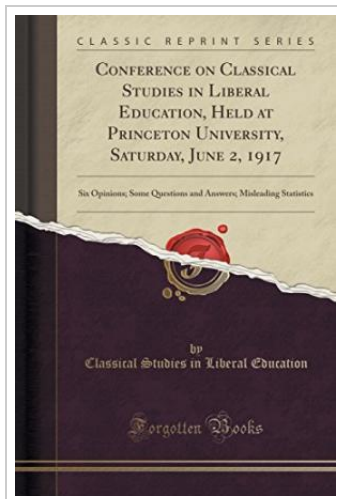 CLASSIC REPRINT SERIES
CONFERENCE ON CLASSICAL
STUDIES IN LIBERAL
EDUCATION, HELD AT
PRINCETON UNIVERSITY,
SATURDAY, JUNE 2, 1917
Six Opinions; Some Questions and Answers; Misleading Statistics
by
Classical Studies in Liberal Education
Forgotten Books